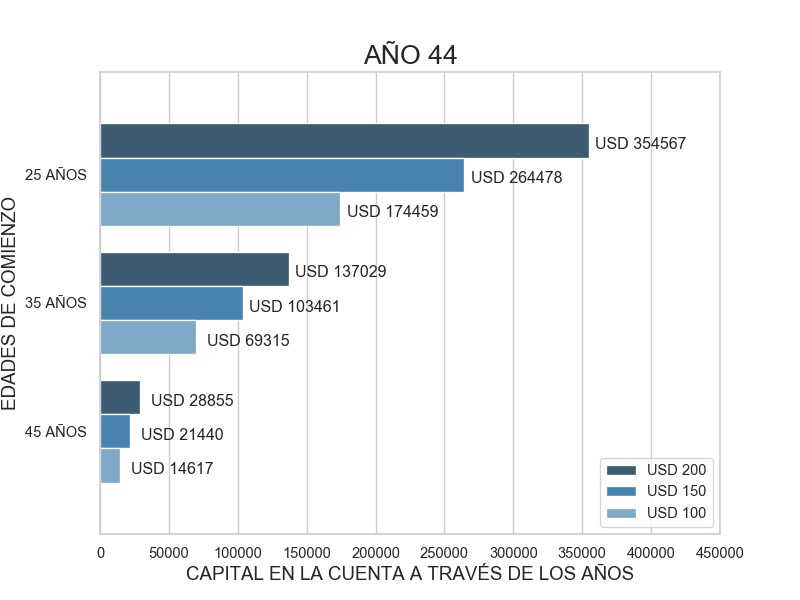 AÑO 44
EDADES DE COMIENZO
25 AÑOS
USD 354567
USD 264478
USD 174459
35 AÑOS
USD 137029
USD 103461
USD 69315
45 AÑOS
USD 28855
USD 21440
USD 14617
USD 200
USD 150
USD 100
0 50000 100000 150000 200000 250000 300000 350000 400000 450000
CAPITAL EN LA CUENTA A TRAVÉS DE LOS AÑOS